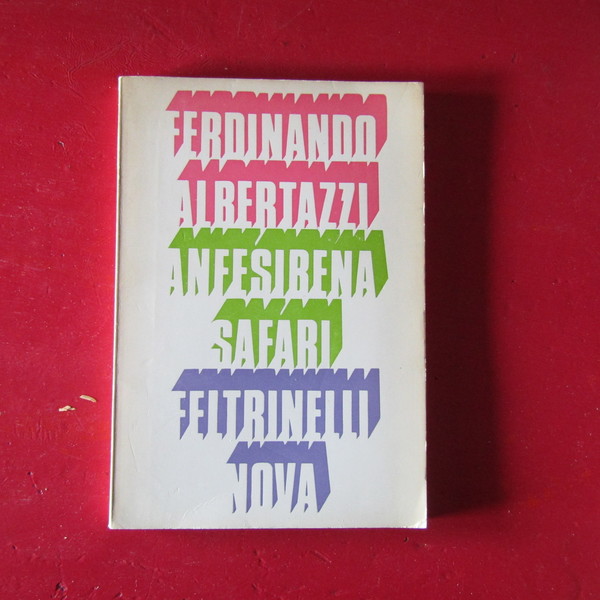 FERDINANDO
ALBERTAZZI
ANFESIBENA
SAFARI
FELTRINELLI
NOVA